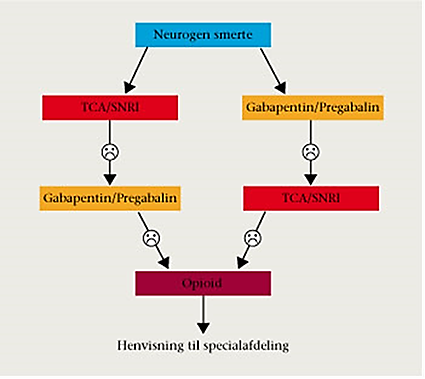 Neurogen smerte
TCA/SNRI
Gabapentin/Pregabalin
Gabapentin/Pregabalin
TCA/SNRI
Opioid
Henvisning til specialafdeling